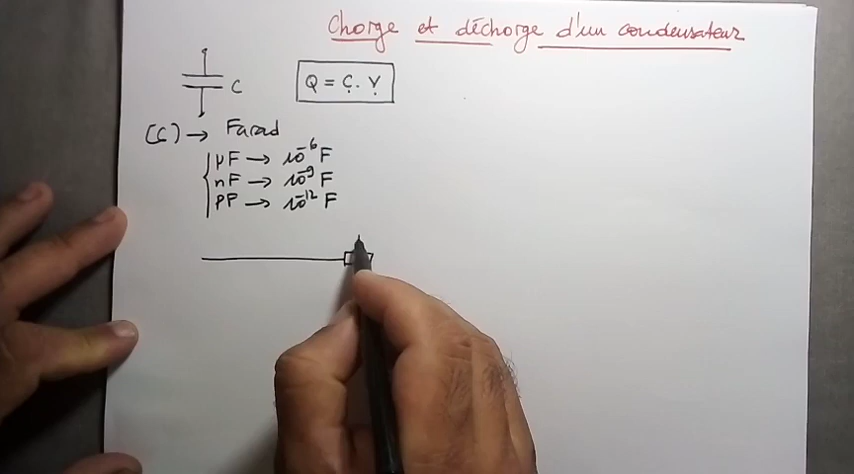 Charge et décharge d'un condensateur
C
Q = C . V
[C] → Farad
µF → 10⁻⁶ F
nF → 10⁻⁹ F
pF → 10⁻¹² F